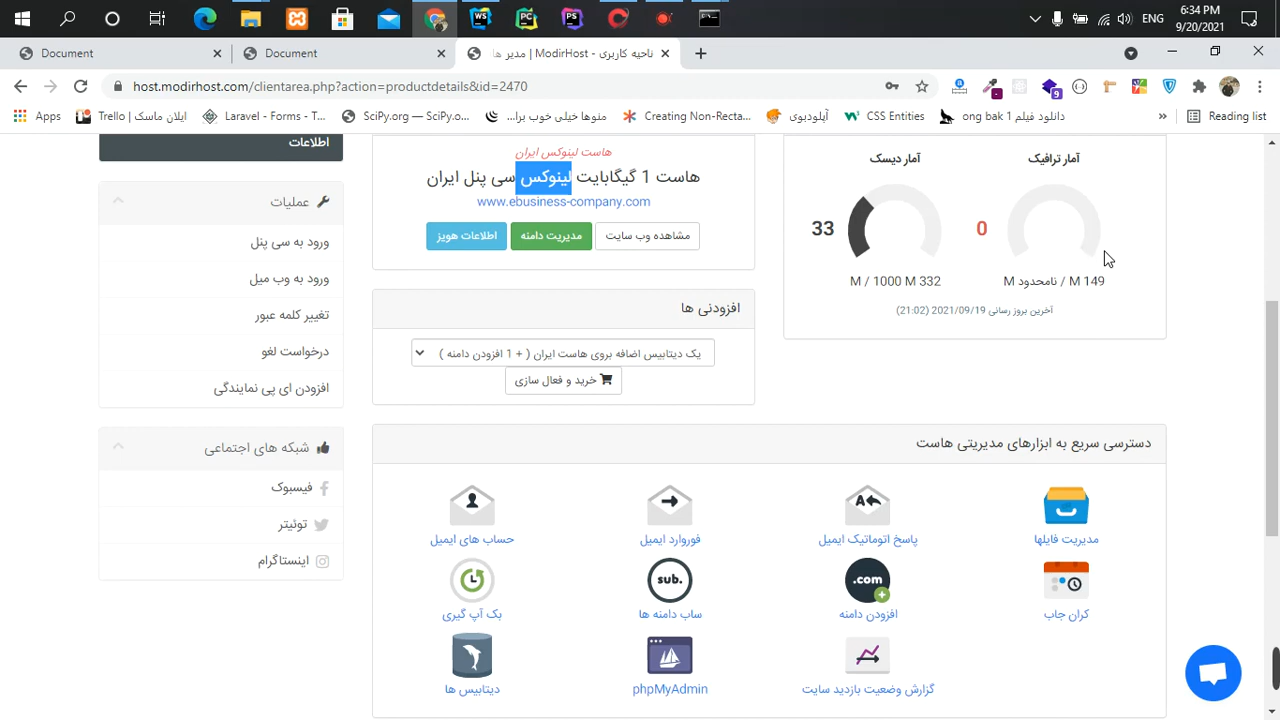 ENG
6:34 PM
9/20/2021
Document
Document
ناحیه کاربری - ModirHost | مدیر ها
host.modirhost.com/clientarea.php?action=productdetails&id=2470
Apps
Trello | ایلان ماسک
Laravel - Forms - T...
SciPy.org — SciPy.o...
منوها خیلی خوب برا...
Creating Non-Recta...
آپلودبوی
CSS Entities
دانلود فیلم ong bak 1
»
Reading list
اطلاعات
عملیات
ورود به سی پنل
ورود به وب میل
تغییر کلمه عبور
درخواست لغو
افزودن ای پی نمایندگی
شبکه های اجتماعی
فیسبوک
توئیتر
اینستاگرام
هاست لینوکس ایران
هاست 1 گیگابایت لینوکس سی پنل ایران
www.ebusiness-company.com
مشاهده وب سایت
مدیریت دامنه
اطلاعات هویز
افزودنی ها
یک دیتابیس اضافه بروی هاست ایران ( + 1 افزودن دامنه )
خرید و فعال سازی
آمار ترافیک
آمار دیسک
0
33
149 M / نامحدود M
332 M / 1000 M
آخرین بروز رسانی 2021/09/19 (21:02)
دسترسی سریع به ابزارهای مدیریتی هاست
مدیریت فایلها
پاسخ اتوماتیک ایمیل
فوروارد ایمیل
حساب های ایمیل
.com
sub.
کران جاب
افزودن دامنه
ساب دامنه ها
بک آپ گیری
گزارش وضعیت بازدید سایت
phpMyAdmin
دیتابیس ها